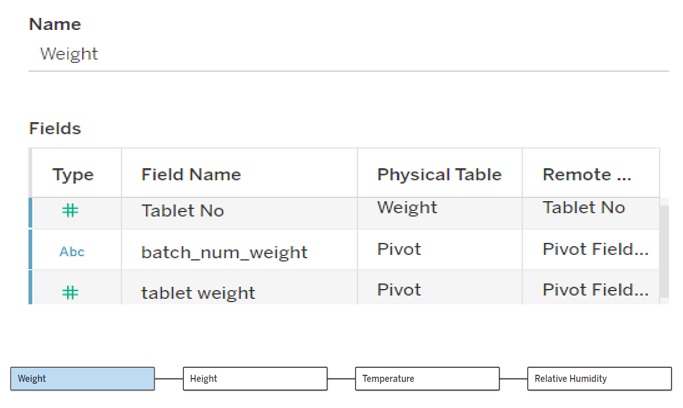 Name
Weight
Fields
Type Field Name Physical Table Remote ...
# Tablet No Weight Tablet No
Abc batch_num_weight Pivot Pivot Field...
# tablet weight Pivot Pivot Field...
Weight Height Temperature Relative Humidity